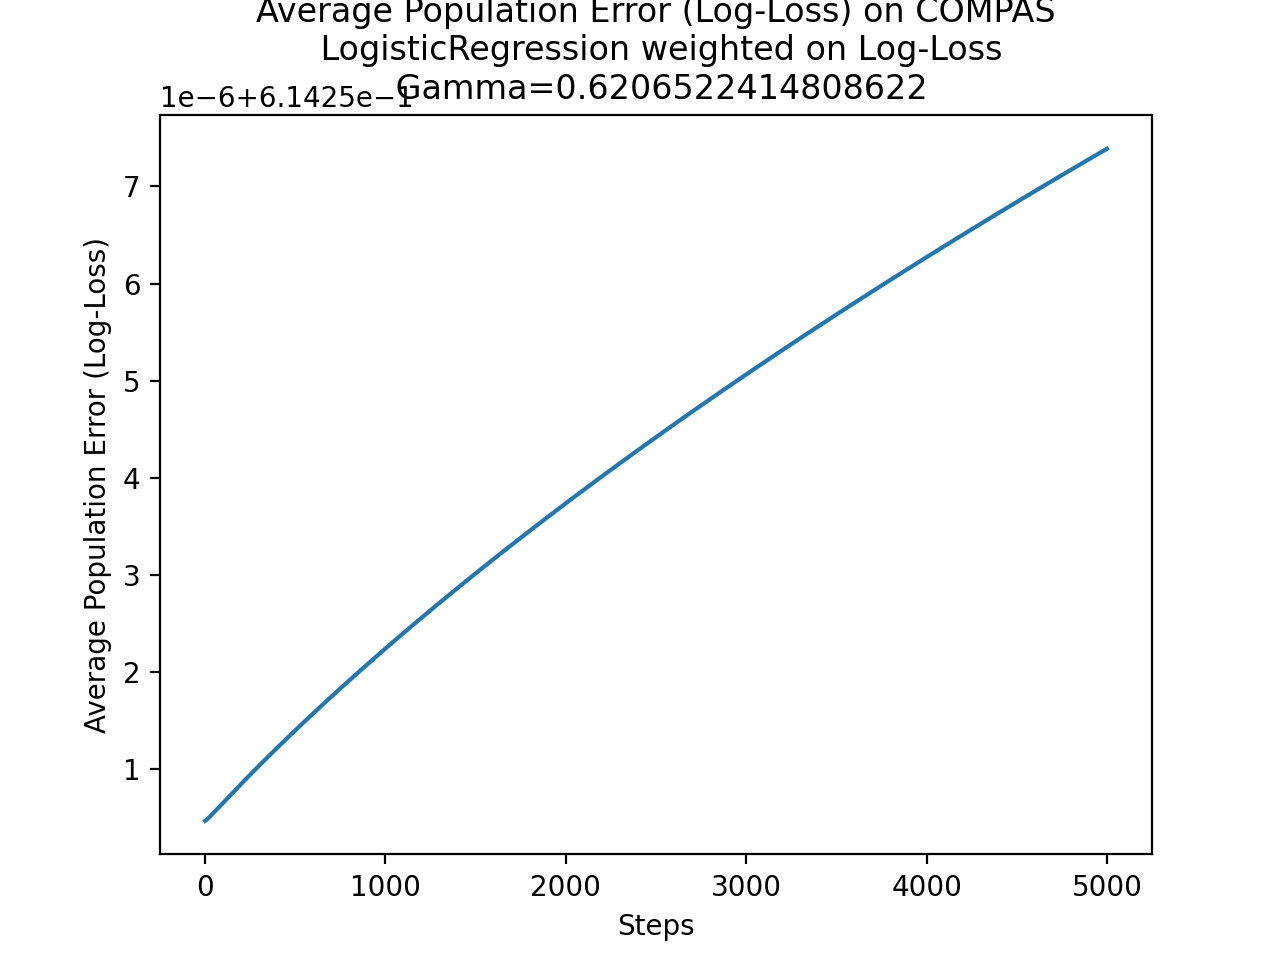 Average Population Error (Log-Loss) on COMPAS
LogisticRegression weighted on Log-Loss
Gamma=0.6206522414808622
1e−6+6.1425e−1
7
6
5
4
3
2
1
Average Population Error (Log-Loss)
0 1000 2000 3000 4000 5000
Steps